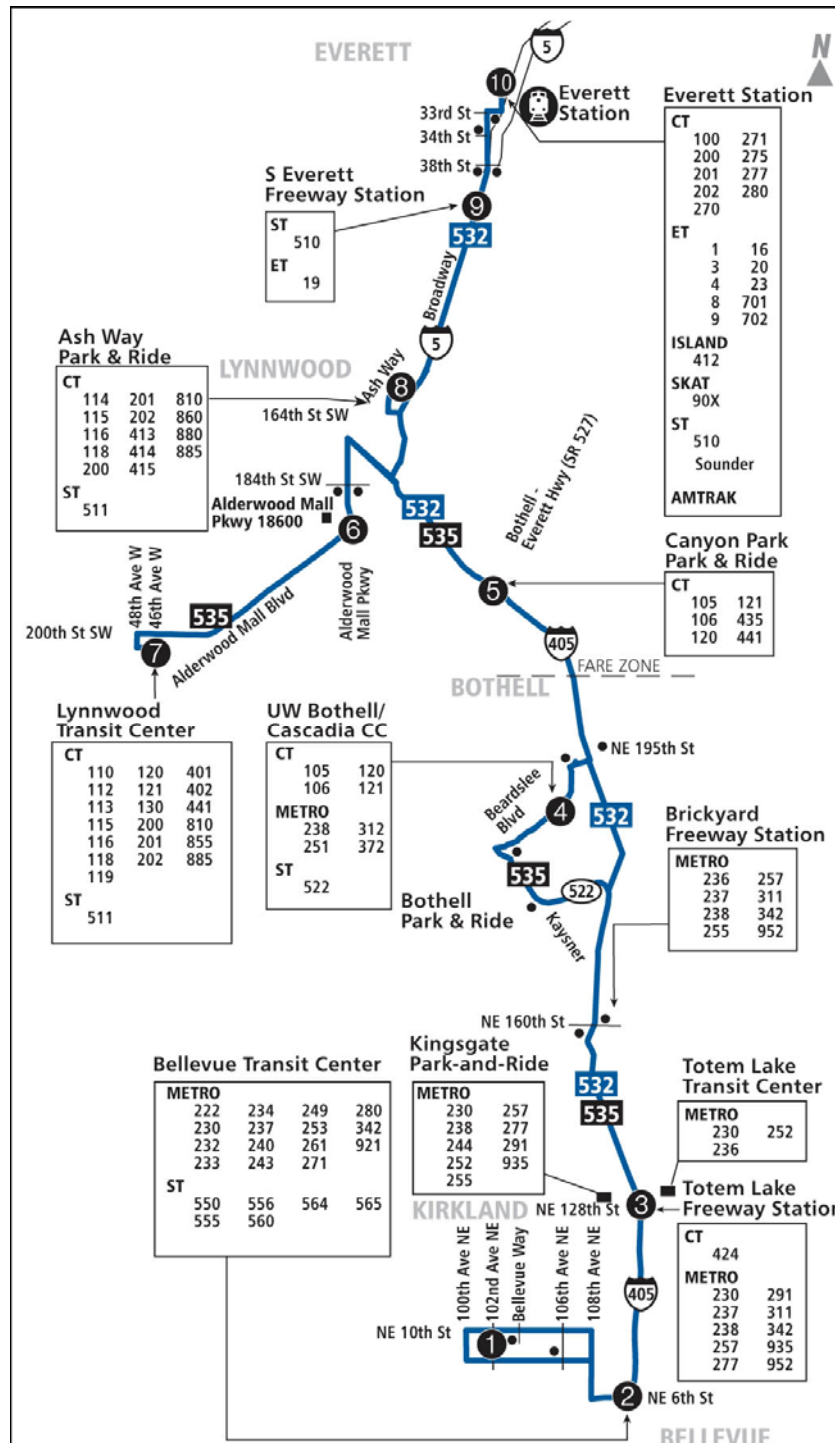 EVERETT
5
N
10
Everett
Station
33rd St
34th St
38th St
Everett Station
CT
100 271
200 275
201 277
202 280
270
ET
1 16
3 20
4 23
8 701
9 702
ISLAND
412
SKAT
90X
ST
510
Sounder
AMTRAK
S Everett
Freeway Station
ST
510
ET
19
9
532
Broadway
5
Ash Way
Park & Ride
CT
114 201 810
115 202 860
116 413 880
118 414 885
200 415
ST
511
LYNNWOOD
Ash Way
8
164th St SW
184th St SW
Alderwood Mall
Pkwy 18600
6
532
535
Bothell -
Everett Hwy (SR 527)
5
Canyon Park
Park & Ride
CT
105 121
106 435
120 441
48th Ave W
46th Ave W
535
Alderwood Mall Blvd
Alderwood
Mall Pkwy
200th St SW
7
405
FARE ZONE
BOTHELL
Lynnwood
Transit Center
CT
110 120 401
112 121 402
113 130 441
115 200 810
116 201 855
118 202 885
119
ST
511
UW Bothell/
Cascadia CC
CT
105 120
106 121
METRO
238 312
251 372
ST
522
NE 195th St
Beardslee
Blvd
4
532
535
522
Kaysner
Bothell
Park & Ride
Brickyard
Freeway Station
METRO
236 257
237 311
238 342
255 952
NE 160th St
532
535
Bellevue Transit Center
METRO
222 234 249 280
230 237 253 342
232 240 261 921
233 243 271
ST
550 556 564 565
555 560
Kingsgate
Park-and-Ride
METRO
230 257
238 277
244 291
252 935
255
Totem Lake
Transit Center
METRO
230 252
236
KIRKLAND
NE 128th St
3
Totem Lake
Freeway Station
CT
424
METRO
230 291
237 311
238 342
257 935
277 952
100th Ave NE
102nd Ave NE
Bellevue Way
106th Ave NE
108th Ave NE
405
NE 10th St
1
2
NE 6th St
BELLEVUE